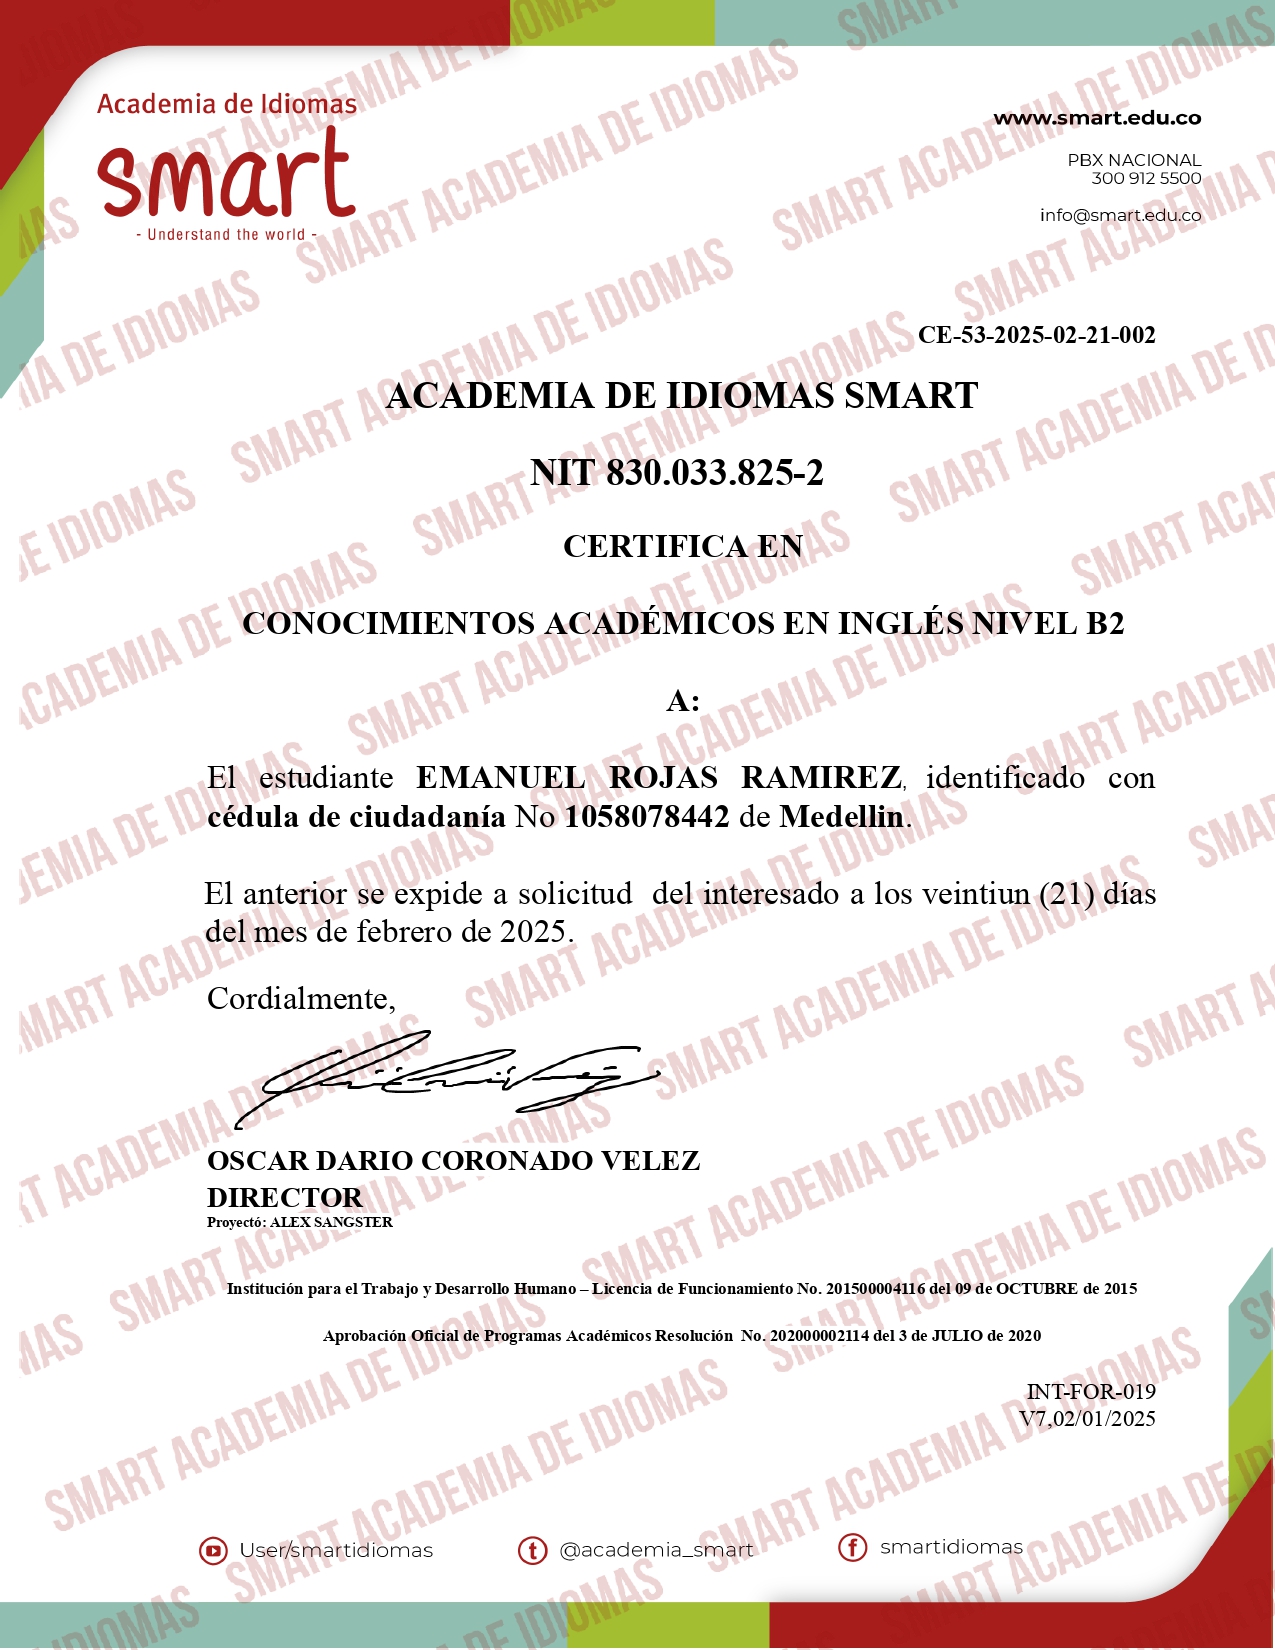 Academia de Idiomas
smart
- Understand the world -
www.smart.edu.co
PBX NACIONAL
300 912 5500
info@smart.edu.co
CE-53-2025-02-21-002
ACADEMIA DE IDIOMAS SMART
NIT 830.033.825-2
CERTIFICA EN
CONOCIMIENTOS ACADÉMICOS EN INGLÉS NIVEL B2
A:
El estudiante EMANUEL ROJAS RAMIREZ, identificado con
cédula de ciudadanía No 1058078442 de Medellin.
El anterior se expide a solicitud del interesado a los veintiun (21) días
del mes de febrero de 2025.
Cordialmente,
OSCAR DARIO CORONADO VELEZ
DIRECTOR
Proyectó: ALEX SANGSTER
Institución para el Trabajo y Desarrollo Humano – Licencia de Funcionamiento No. 201500004116 del 09 de OCTUBRE de 2015
Aprobación Oficial de Programas Académicos Resolución No. 202000002114 del 3 de JULIO de 2020
INT-FOR-019
V7,02/01/2025
User/smartidiomas
@academia_smart
smartidiomas
SMART ACADEMIA DE IDIOMAS